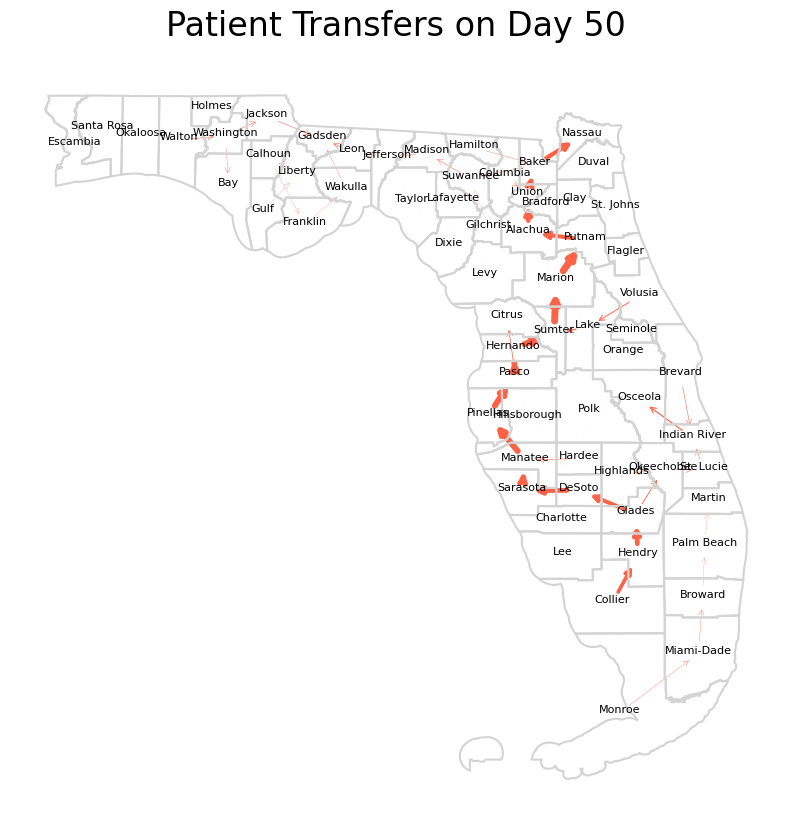 Patient Transfers on Day 50
Holmes
Jackson
Santa Rosa
Okaloosa
Walton
Washington
Escambia
Gadsden
Leon
Jefferson
Madison
Hamilton
Nassau
Baker
Duval
Calhoun
Liberty
Bay
Wakulla
Suwannee
Columbia
Taylor
Lafayette
Union
Bradford
Clay
St. Johns
Gulf
Franklin
Gilchrist
Alachua
Putnam
Dixie
Flagler
Levy
Marion
Volusia
Citrus
Sumter
Lake
Seminole
Hernando
Orange
Pasco
Brevard
Osceola
Pinellas
Hillsborough
Polk
Indian River
Manatee
Hardee
Highlands
Okeechobee
St. Lucie
Sarasota
DeSoto
Martin
Charlotte
Glades
Lee
Hendry
Palm Beach
Collier
Broward
Miami-Dade
Monroe